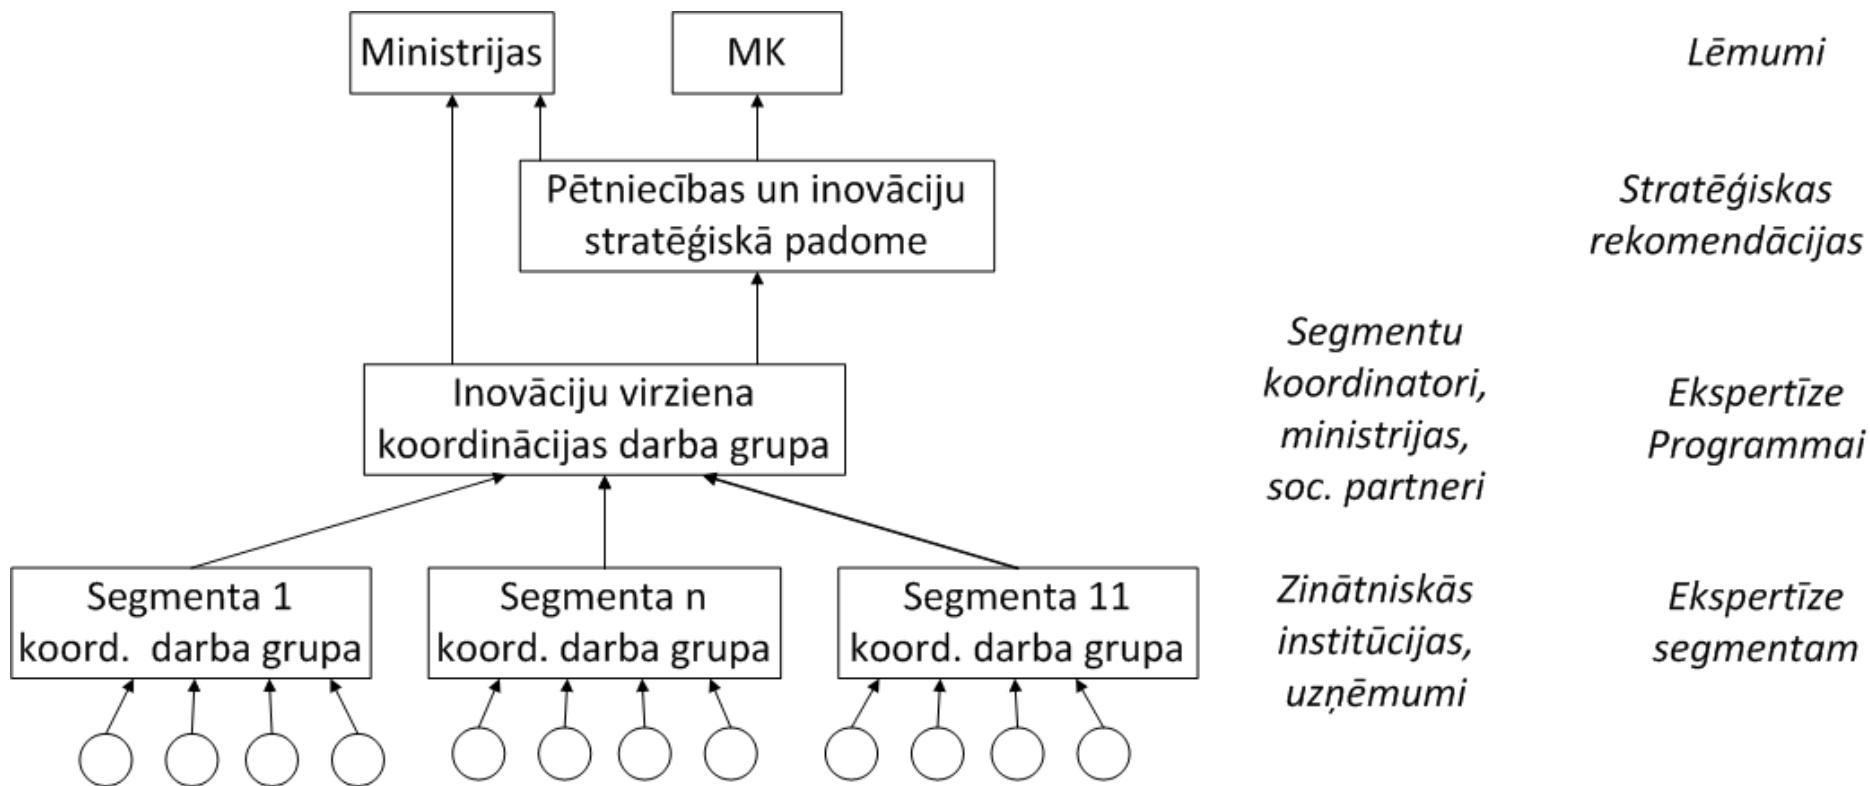 Ministrijas
MK
Lēmumi
Pētniecības un inovāciju
stratēģiskā padome
Stratēģiskas
rekomendācijas
Inovāciju virziena
koordinācijas darba grupa
Segmentu
koordinatori,
ministrijas,
soc. partneri
Ekspertīze
Programmai
Segmenta 1
koord. darba grupa
Segmenta n
koord. darba grupa
Segmenta 11
koord. darba grupa
Zinātniskās
institūcijas,
uzņēmumi
Ekspertīze
segmentam